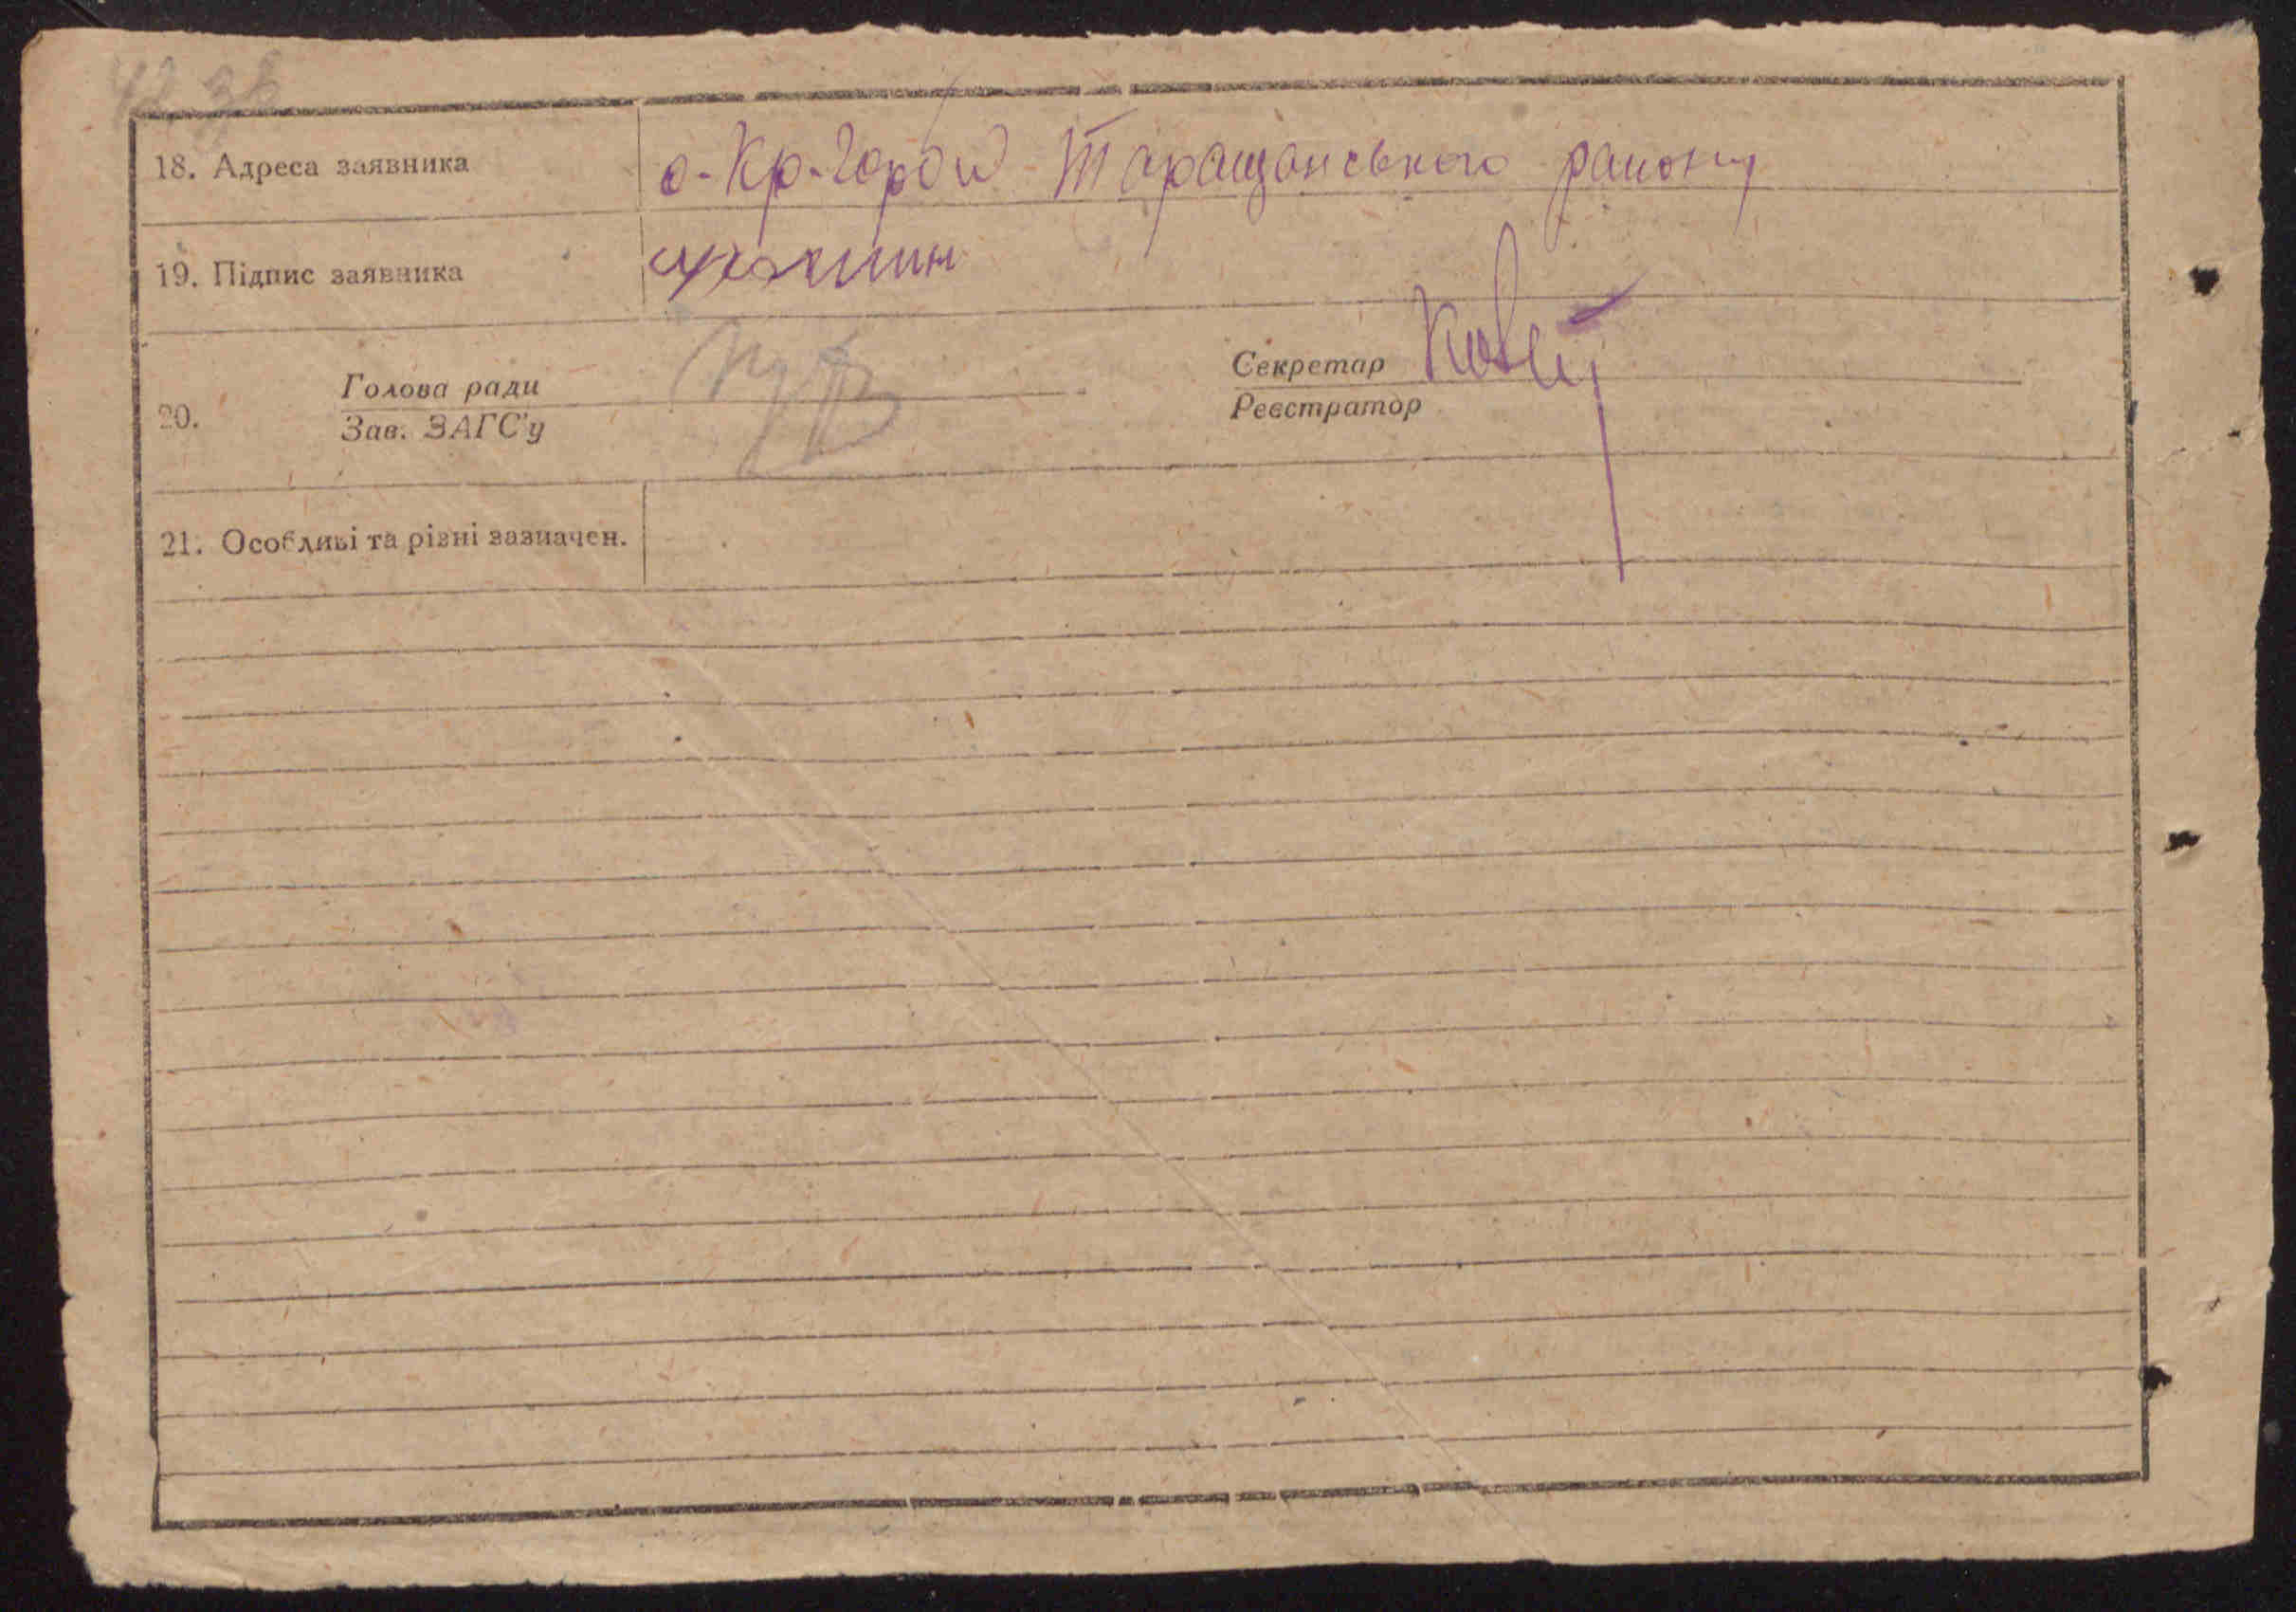 18. Адреса заявника с. Кр-Город Таращанського району
19. Підпис заявника
20. Голова ради
Зав. ЗАГС'у
Секретар
Реєстратор
21. Особливі та різні зазначен.